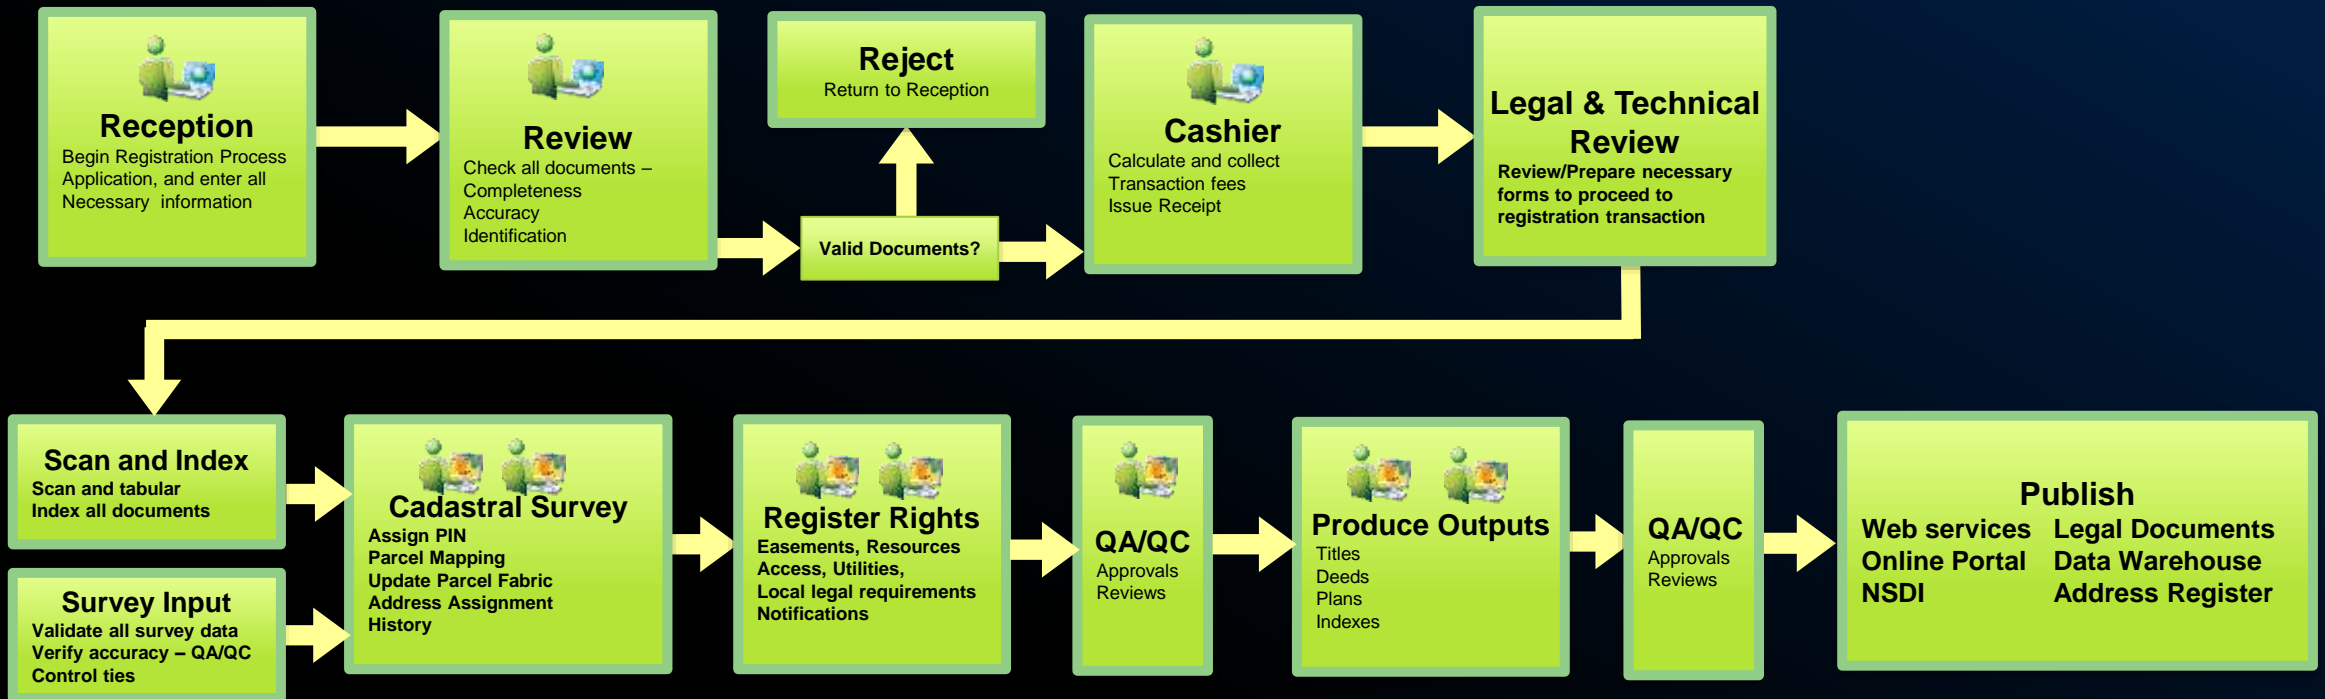 Reception
Begin Registration Process
Application, and enter all
Necessary information
Review
Check all documents –
Completeness
Accuracy
Identification
Reject
Return to Reception
Valid Documents?
Cashier
Calculate and collect
Transaction fees
Issue Receipt
Legal & Technical
Review
Review/Prepare necessary
forms to proceed to
registration transaction
Scan and Index
Scan and tabular
Index all documents
Survey Input
Validate all survey data
Verify accuracy – QA/QC
Control ties
Cadastral Survey
Assign PIN
Parcel Mapping
Update Parcel Fabric
Address Assignment
History
Register Rights
Easements, Resources
Access, Utilities,
Local legal requirements
Notifications
QA/QC
Approvals
Reviews
Produce Outputs
Titles
Deeds
Plans
Indexes
QA/QC
Approvals
Reviews
Publish
Web services Legal Documents
Online Portal Data Warehouse
NSDI Address Register